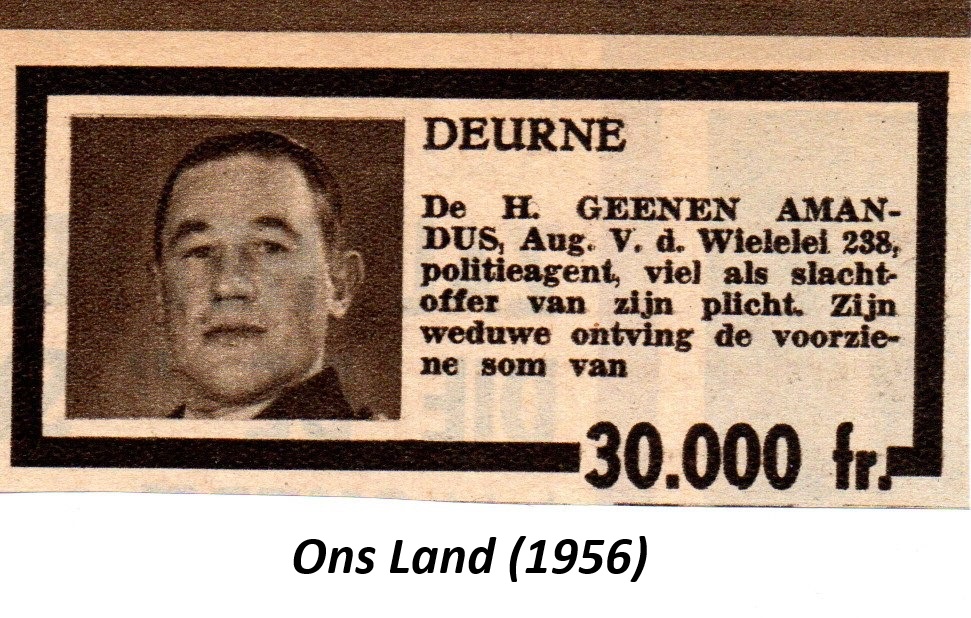 DEURNE
De H. GEENEN AMAN-
DUS, Aug. V. d. Wielelei 238,
politieagent, viel als slacht-
offer van zijn plicht. Zijn
weduwe ontving de voorzie-
ne som van
30.000 fr.
Ons Land (1956)